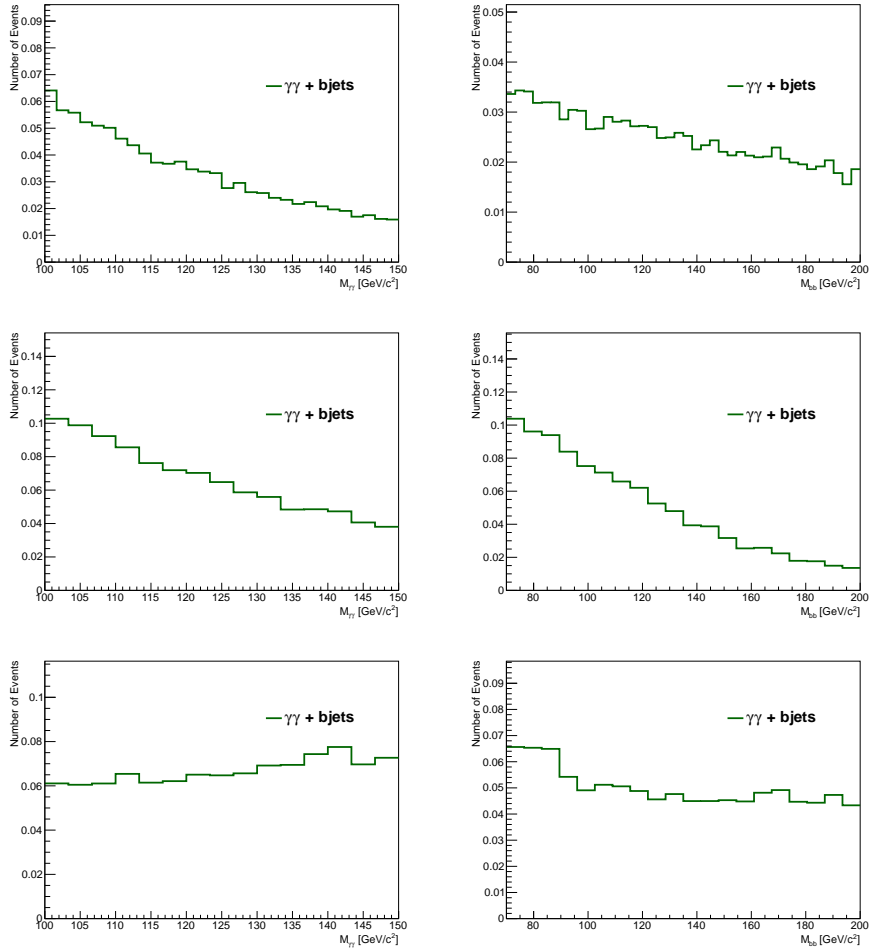 Number of Events
0.09
0.08
0.07
0.06
0.05
0.04
0.03
0.02
0.01
0
γγ + bjets
100 105 110 115 120 125 130 135 140 145 150
M_γγ [GeV/c²]
Number of Events
0.05
0.04
0.03
0.02
0.01
0
γγ + bjets
80 100 120 140 160 180 200
M_bb [GeV/c²]
Number of Events
0.14
0.12
0.1
0.08
0.06
0.04
0.02
0
γγ + bjets
100 105 110 115 120 125 130 135 140 145 150
M_γγ [GeV/c²]
Number of Events
0.14
0.12
0.1
0.08
0.06
0.04
0.02
0
γγ + bjets
80 100 120 140 160 180 200
M_bb [GeV/c²]
Number of Events
0.1
0.08
0.06
0.04
0.02
0
γγ + bjets
100 105 110 115 120 125 130 135 140 145 150
M_γγ [GeV/c²]
Number of Events
0.09
0.08
0.07
0.06
0.05
0.04
0.03
0.02
0.01
0
γγ + bjets
80 100 120 140 160 180 200
M_bb [GeV/c²]